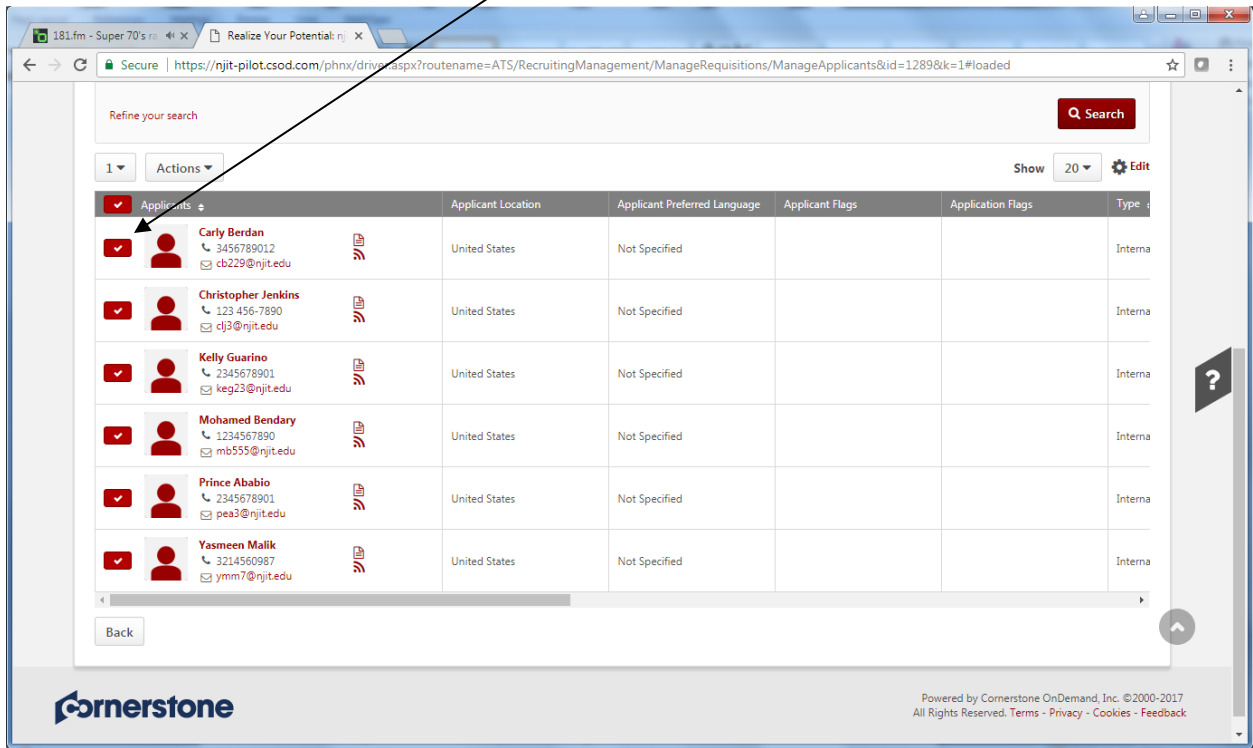 181.fm - Super 70's ra
Realize Your Potential: nj
Secure | https://njit-pilot.csod.com/phnx/driver.aspx?routename=ATS/RecruitingManagement/ManageRequisitions/ManageApplicants&id=1289&k=1#loaded
Refine your search
Search
1 Actions Show 20 Edit
Applicants Applicant Location Applicant Preferred Language Applicant Flags Application Flags Type
Carly Berdan
3456789012 United States Not Specified Interna
cb229@njit.edu
Christopher Jenkins
123 456-7890 United States Not Specified Interna
clj3@njit.edu
Kelly Guarino
2345678901 United States Not Specified Interna
keg23@njit.edu
Mohamed Bendary
1234567890 United States Not Specified Interna
mb555@njit.edu
Prince Ababio
2345678901 United States Not Specified Interna
pea3@njit.edu
Yasmeen Malik
3214560987 United States Not Specified Interna
ymm7@njit.edu
?
Back
Cornerstone
Powered by Cornerstone OnDemand, Inc. ©2000-2017
All Rights Reserved. Terms - Privacy - Cookies - Feedback